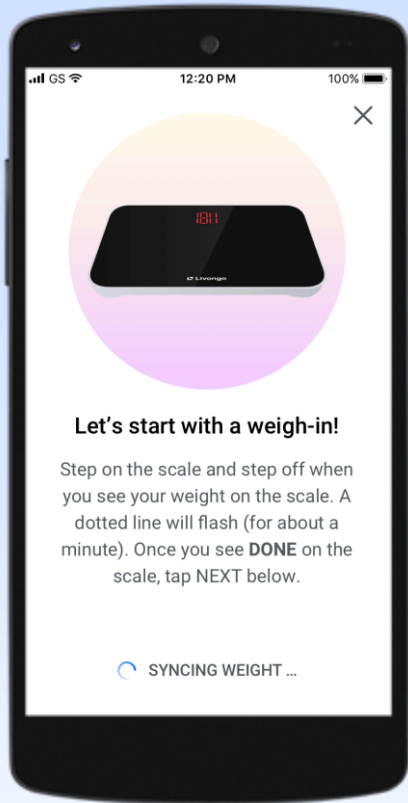 GS 12:20 PM 100%
Livongo
Let's start with a weigh-in!
Step on the scale and step off when
you see your weight on the scale. A
dotted line will flash (for about a
minute). Once you see DONE on the
scale, tap NEXT below.
SYNCING WEIGHT ...